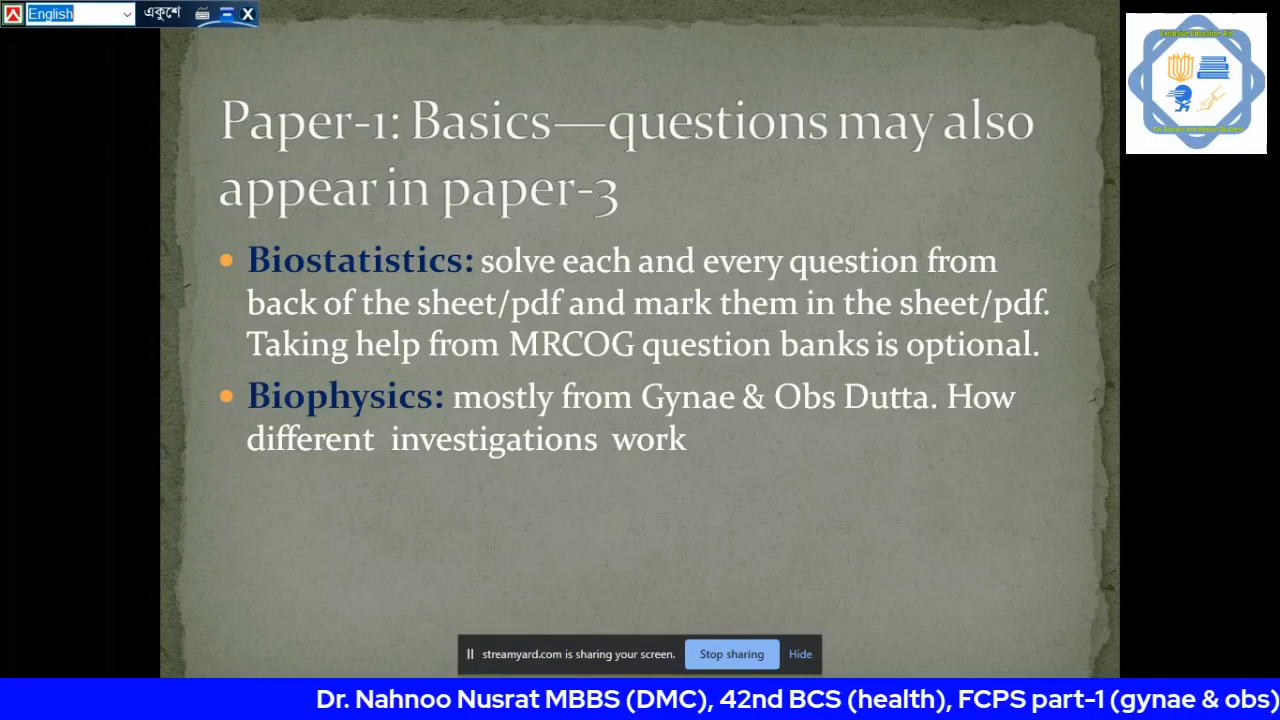 English
একুশে
Paper-1: Basics—questions may also
appear in paper-3
• Biostatistics: solve each and every question from
back of the sheet/pdf and mark them in the sheet/pdf.
Taking help from MRCOG question banks is optional.
• Biophysics: mostly from Gynae & Obs Dutta. How
different investigations work
streamyard.com is sharing your screen.
Stop sharing
Hide
Dr. Nahnoo Nusrat MBBS (DMC), 42nd BCS (health), FCPS part-1 (gynae & obs)